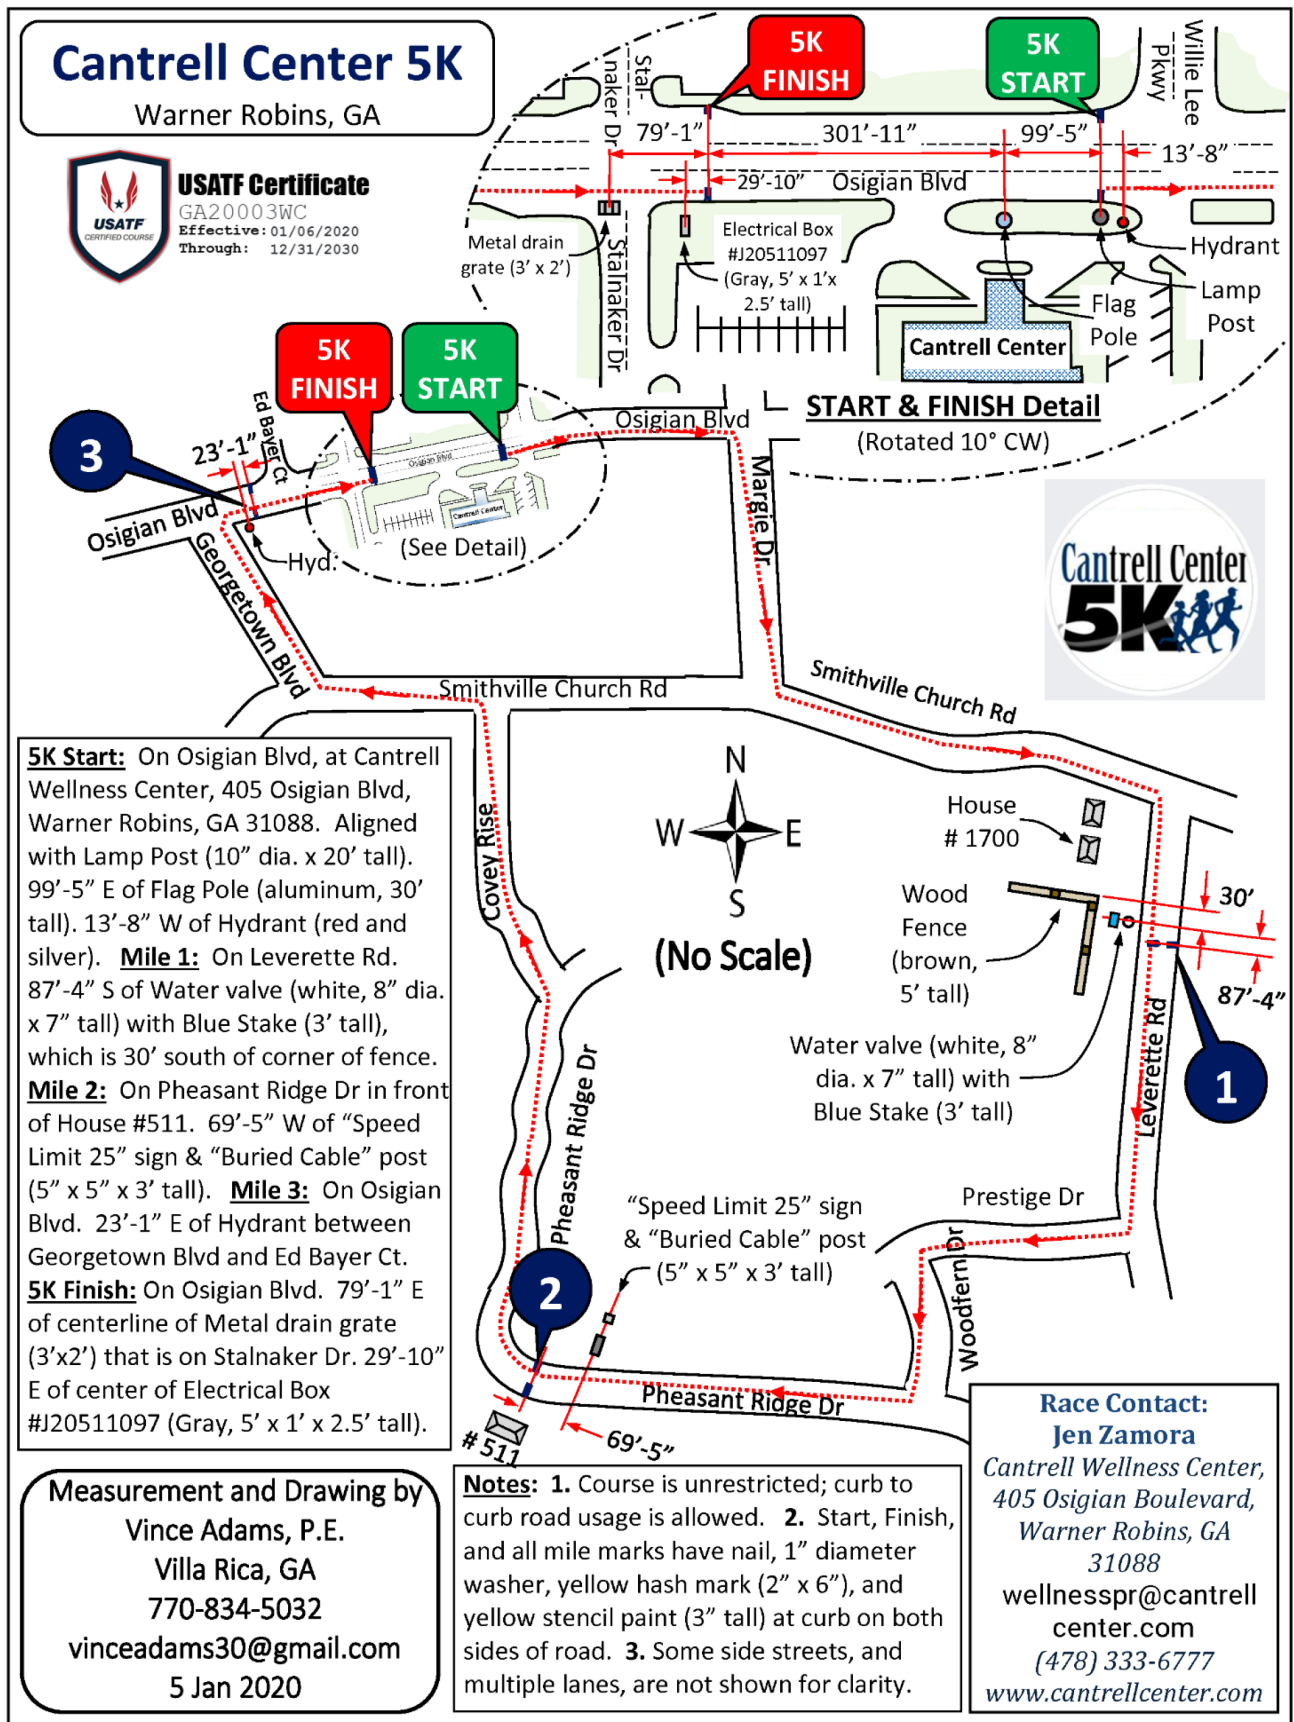 Cantrell Center 5K
Warner Robins, GA
USATF
CERTIFIED COURSE
USATF Certificate
GA20003WC
Effective: 01/06/2020
Through: 12/31/2030
5K
FINISH
5K
START
Stal-
naker Dr
Willie Lee
Pkwy
79'-1"
301'-11"
99'-5"
13'-8"
29'-10"
Osigian Blvd
Metal drain
grate (3' x 2')
Stalnaker Dr
Electrical Box
#J20511097
(Gray, 5' x 1'x
2.5' tall)
Hydrant
Flag
Pole
Lamp
Post
Cantrell Center
START & FINISH Detail
(Rotated 10° CW)
5K
FINISH
5K
START
Ed Bayer Ct
3
23'-1"
Osigian Blvd
Osigian Blvd
Osigian Blvd
Cantrell Center
(See Detail)
Hyd.
Georgetown Blvd
Margie Dr
Cantrell Center
5K
Smithville Church Rd
Smithville Church Rd
5K Start: On Osigian Blvd, at Cantrell
Wellness Center, 405 Osigian Blvd,
Warner Robins, GA 31088. Aligned
with Lamp Post (10” dia. x 20’ tall).
99’-5” E of Flag Pole (aluminum, 30’
tall). 13’-8” W of Hydrant (red and
silver). Mile 1: On Leverette Rd.
87’-4” S of Water valve (white, 8” dia.
x 7” tall) with Blue Stake (3’ tall),
which is 30’ south of corner of fence.
Mile 2: On Pheasant Ridge Dr in front
of House #511. 69’-5” W of “Speed
Limit 25” sign & “Buried Cable” post
(5” x 5” x 3’ tall). Mile 3: On Osigian
Blvd. 23’-1” E of Hydrant between
Georgetown Blvd and Ed Bayer Ct.
5K Finish: On Osigian Blvd. 79’-1” E
of centerline of Metal drain grate
(3’x2’) that is on Stalnaker Dr. 29’-10”
E of center of Electrical Box
#J20511097 (Gray, 5’ x 1’ x 2.5’ tall).
Covey Rise
N
W E
S
(No Scale)
House
# 1700
Wood
Fence
(brown,
5’ tall)
30’
87’-4”
Water valve (white, 8”
dia. x 7” tall) with
Blue Stake (3’ tall)
Leverette Rd
1
Pheasant Ridge Dr
Prestige Dr
“Speed Limit 25” sign
& “Buried Cable” post
(5” x 5” x 3’ tall)
Woodfern Dr
2
Pheasant Ridge Dr
# 511
69’-5”
Measurement and Drawing by
Vince Adams, P.E.
Villa Rica, GA
770-834-5032
vinceadams30@gmail.com
5 Jan 2020
Notes: 1. Course is unrestricted; curb to
curb road usage is allowed. 2. Start, Finish,
and all mile marks have nail, 1” diameter
washer, yellow hash mark (2” x 6”), and
yellow stencil paint (3” tall) at curb on both
sides of road. 3. Some side streets, and
multiple lanes, are not shown for clarity.
Race Contact:
Jen Zamora
Cantrell Wellness Center,
405 Osigian Boulevard,
Warner Robins, GA
31088
wellnesspr@cantrell
center.com
(478) 333-6777
www.cantrellcenter.com